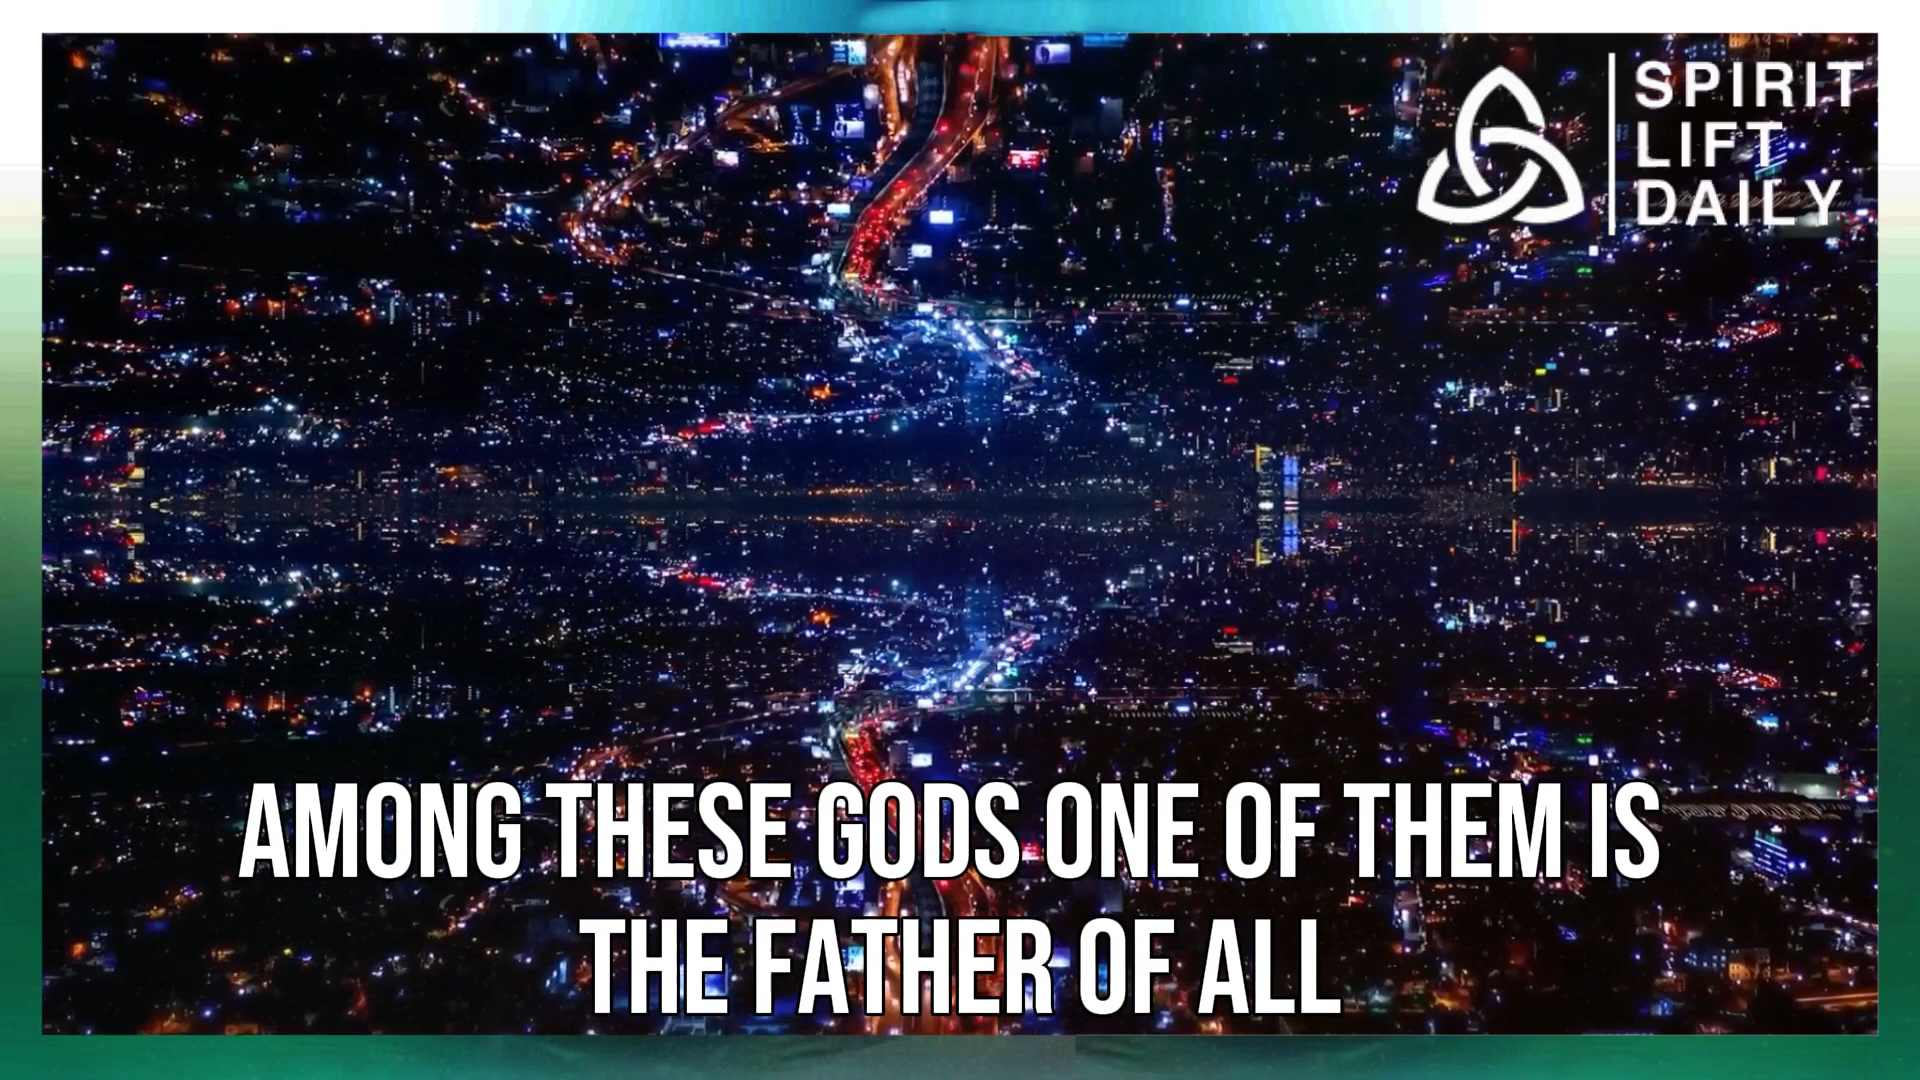 SPIRIT
LIFT
DAILY
AMONG THESE GODS ONE OF THEM IS
THE FATHER OF ALL